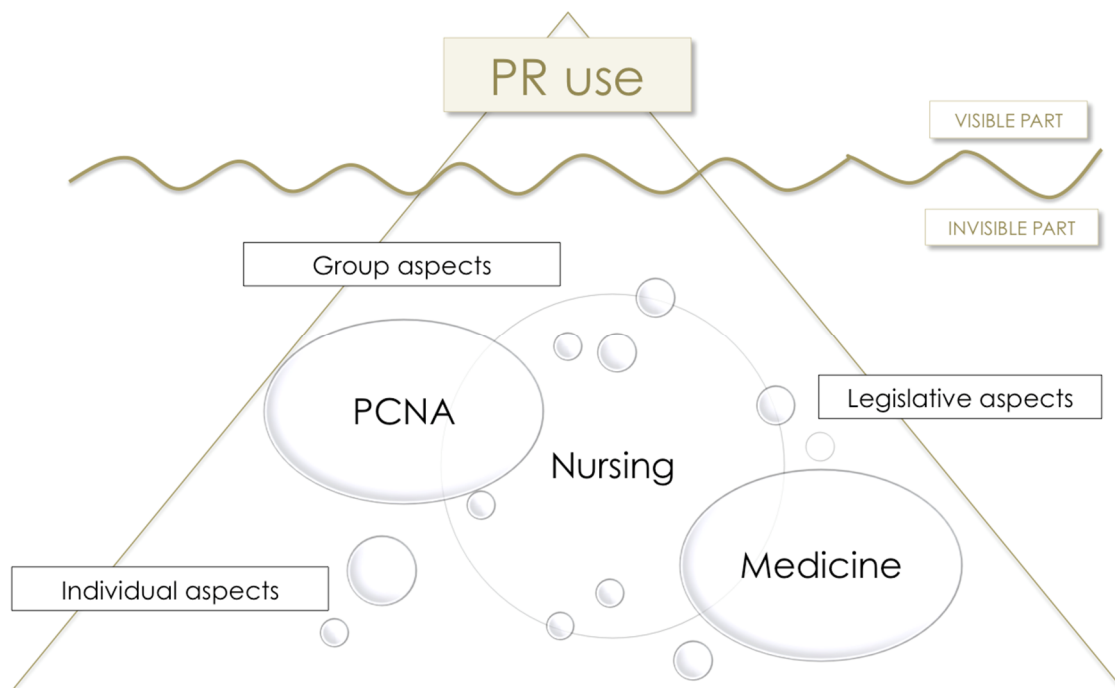 PR use
VISIBLE PART
INVISIBLE PART
Group aspects
Legislative aspects
PCNA
Nursing
Medicine
Individual aspects